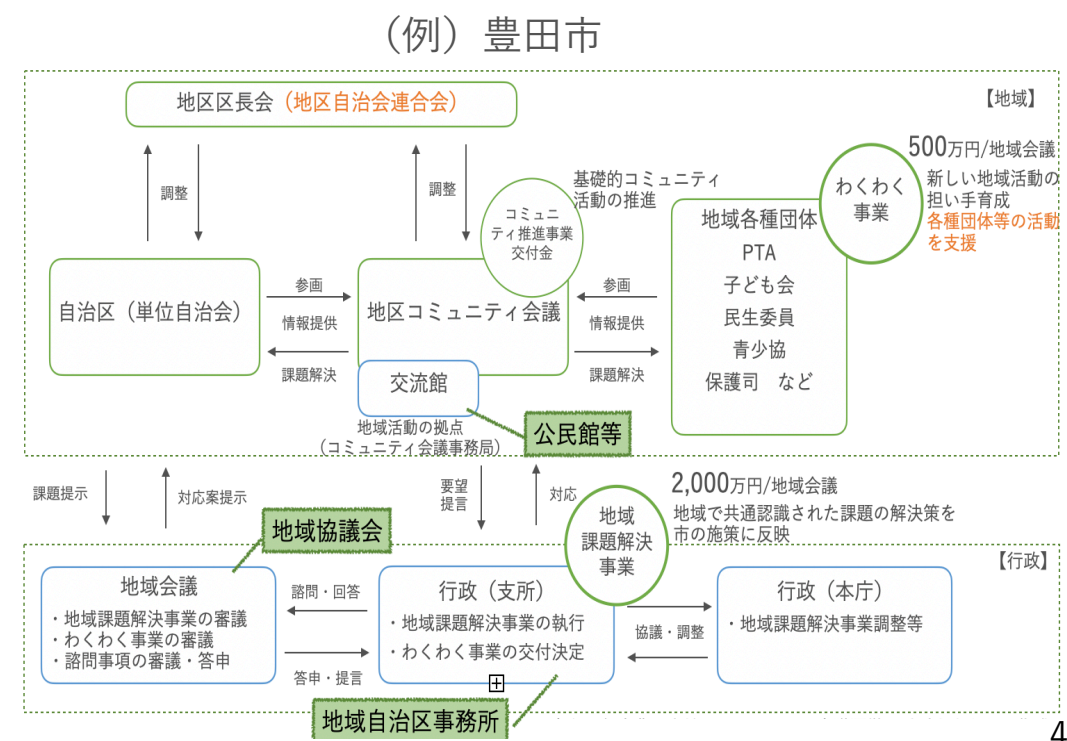 （例）豊田市
地区区長会（地区自治会連合会）
【地域】
調整
調整
コミュニ
ティ推進事業
交付金
基礎的コミュニティ
活動の推進
わくわく
事業
500万円/地域会議
新しい地域活動の
担い手育成
各種団体等の活動
を支援
自治区（単位自治会）
参画
情報提供
課題解決
地区コミュニティ会議
参画
情報提供
課題解決
地域各種団体
PTA
子ども会
民生委員
青少協
保護司　など
交流館
地域活動の拠点
（コミュニティ会議事務局）
公民館等
課題提示
対応案提示
要望
提言
対応
2,000万円/地域会議
地域で共通認識された課題の解決策を
市の施策に反映
地域
課題解決
事業
地域協議会
【行政】
地域会議
・地域課題解決事業の審議
・わくわく事業の審議
・諮問事項の審議・答申
諮問・回答
答申・提言
行政（支所）
・地域課題解決事業の執行
・わくわく事業の交付決定
協議・調整
行政（本庁）
・地域課題解決事業調整等
地域自治区事務所
4